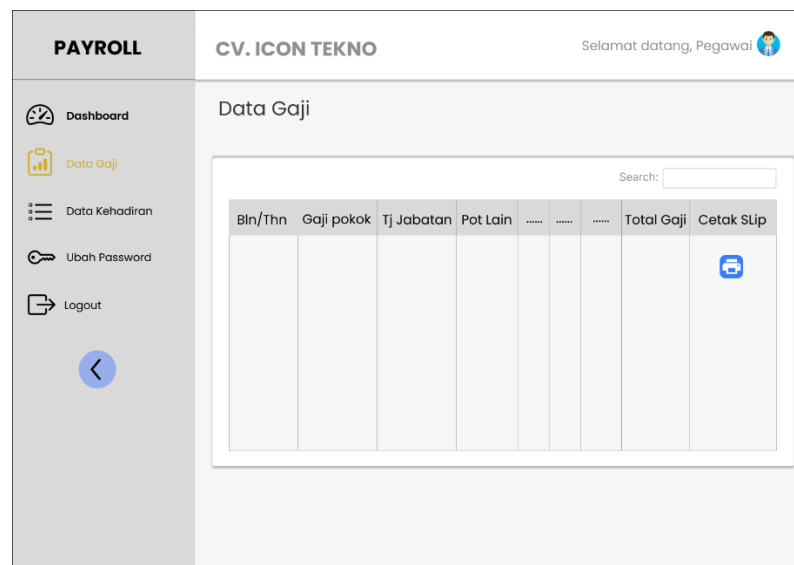 PAYROLL
CV. ICON TEKNO
Selamat datang, Pegawai
Dashboard
Data Gaji
Data Kehadiran
Ubah Password
Logout
Data Gaji
Search:
Bln/Thn Gaji pokok Tj Jabatan Pot Lain ...... ...... ...... Total Gaji Cetak SLip